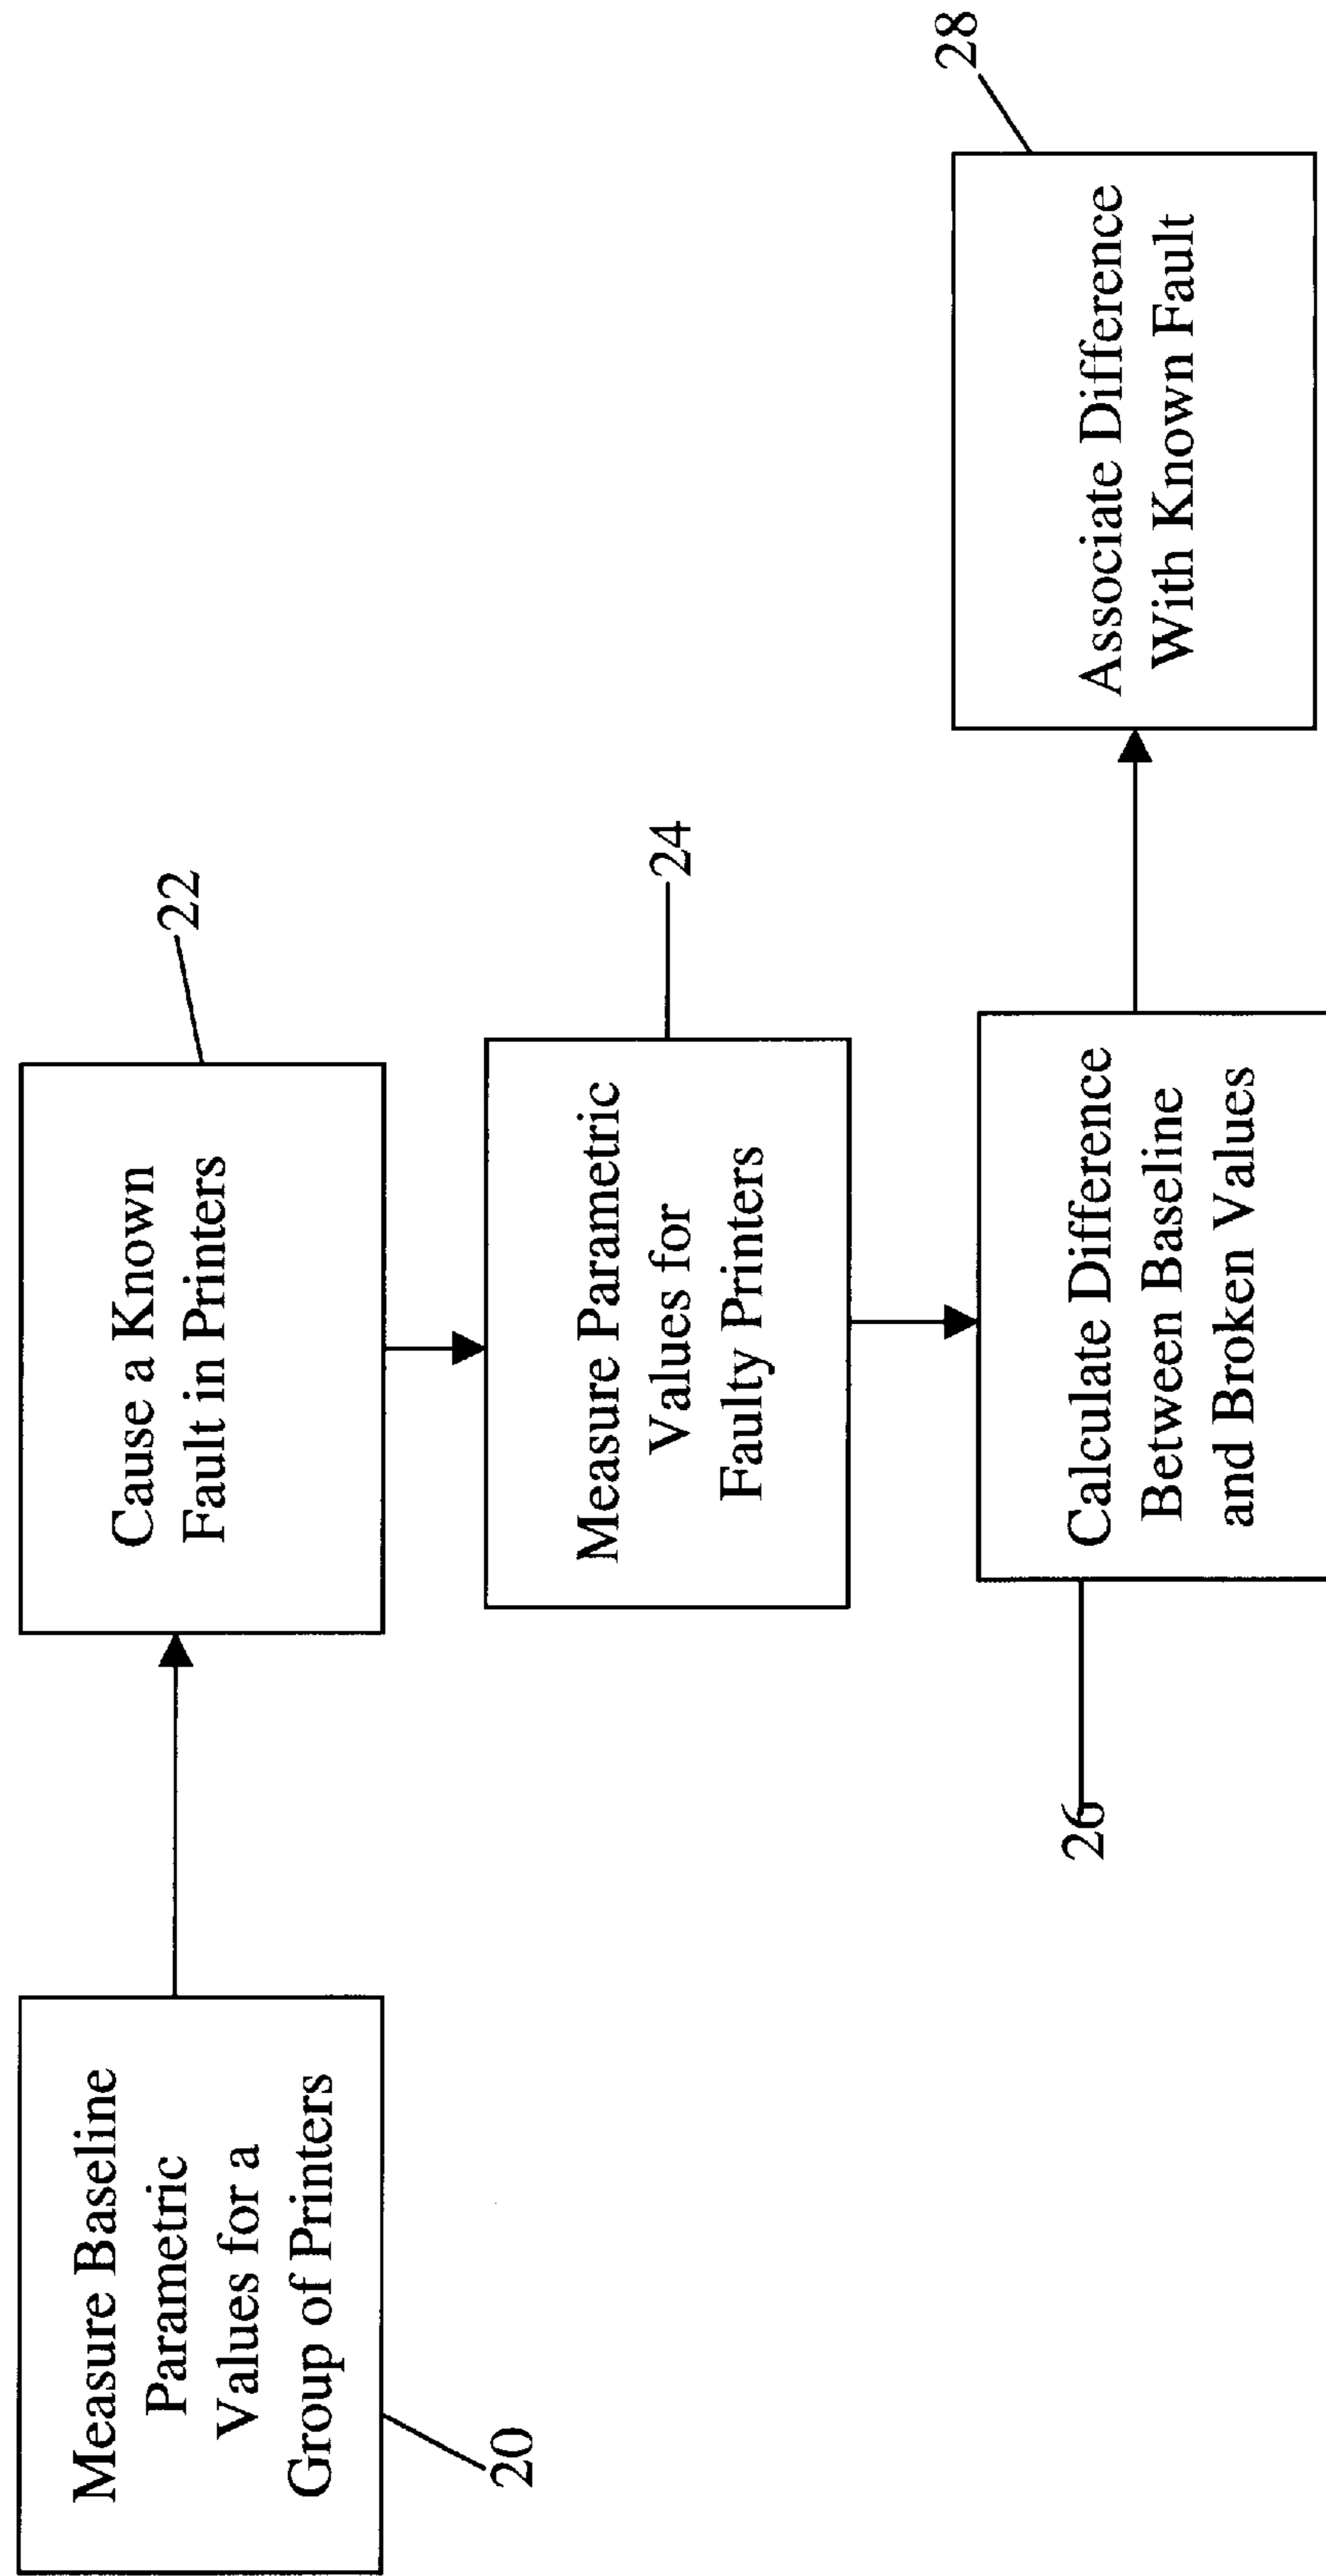 Measure Baseline
Parametric
Values for a
Group of Printers
20
Cause a Known
Fault in Printers
22
Measure Parametric
Values for
Faulty Printers
24
Calculate Difference
Between Baseline
and Broken Values
26
Associate Difference
With Known Fault
28